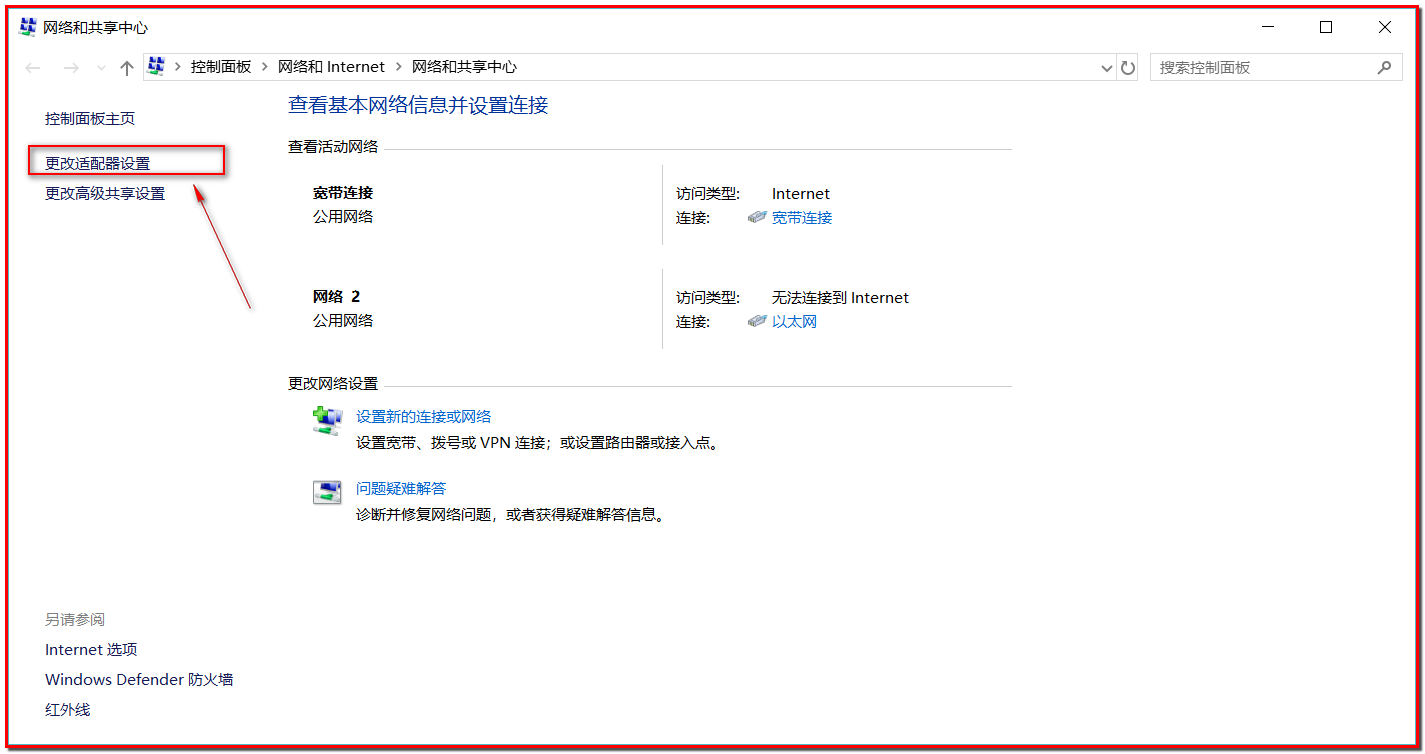 网络和共享中心
控制面板 网络和 Internet 网络和共享中心
搜索控制面板
控制面板主页
更改适配器设置
更改高级共享设置
查看基本网络信息并设置连接
查看活动网络
宽带连接
公用网络
访问类型: Internet
连接: 宽带连接
网络 2
公用网络
访问类型: 无法连接到 Internet
连接: 以太网
更改网络设置
设置新的连接或网络
设置宽带、拨号或 VPN 连接；或设置路由器或接入点。
问题疑难解答
诊断并修复网络问题，或者获得疑难解答信息。
另请参阅
Internet 选项
Windows Defender 防火墙
红外线